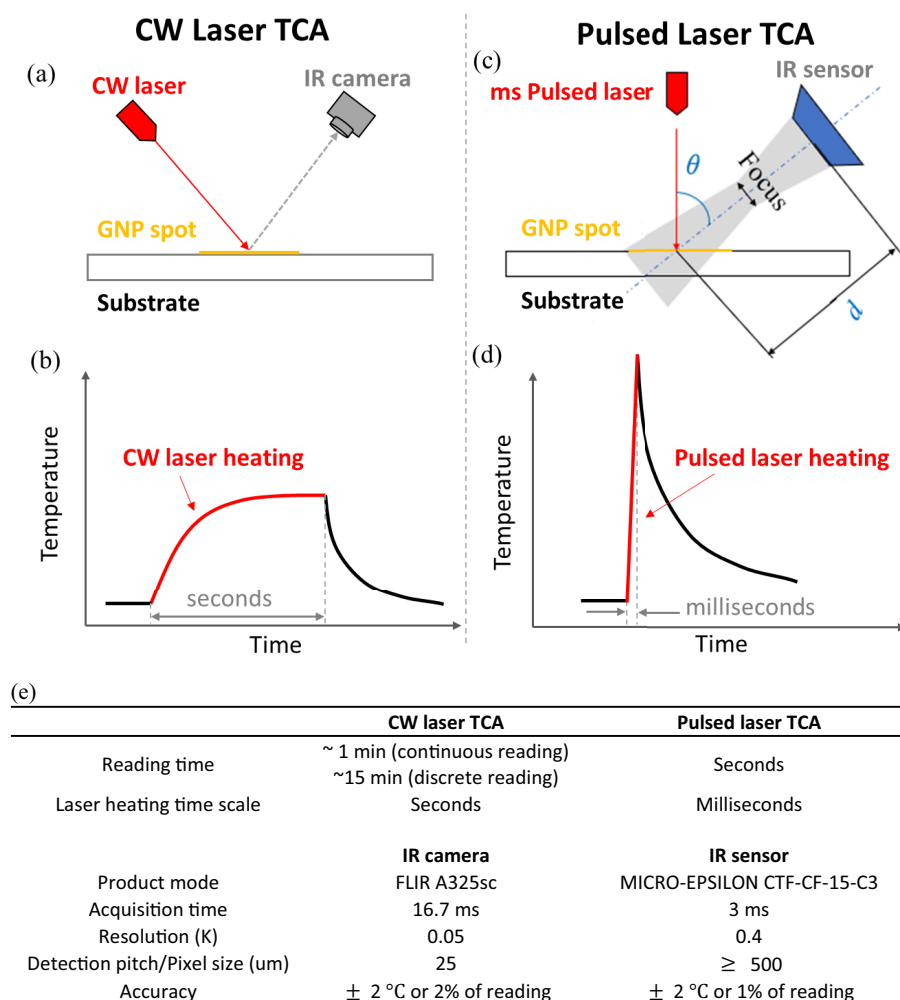 CW Laser TCA
(a)
CW laser
IR camera
GNP spot
Substrate
(b)
Temperature
CW laser heating
seconds
Time
Pulsed Laser TCA
(c)
IR sensor
ms Pulsed laser
θ
Focus
GNP spot
Substrate
d
(d)
Temperature
Pulsed laser heating
milliseconds
Time
(e)
CW laser TCA Pulsed laser TCA
Reading time ~ 1 min (continuous reading) Seconds
~15 min (discrete reading)
Laser heating time scale Seconds Milliseconds
IR camera IR sensor
Product mode FLIR A325sc MICRO-EPSILON CTF-CF-15-C3
Acquisition time 16.7 ms 3 ms
Resolution (K) 0.05 0.4
Detection pitch/Pixel size (um) 25 ≥ 500
Accuracy ± 2 °C or 2% of reading ± 2 °C or 1% of reading